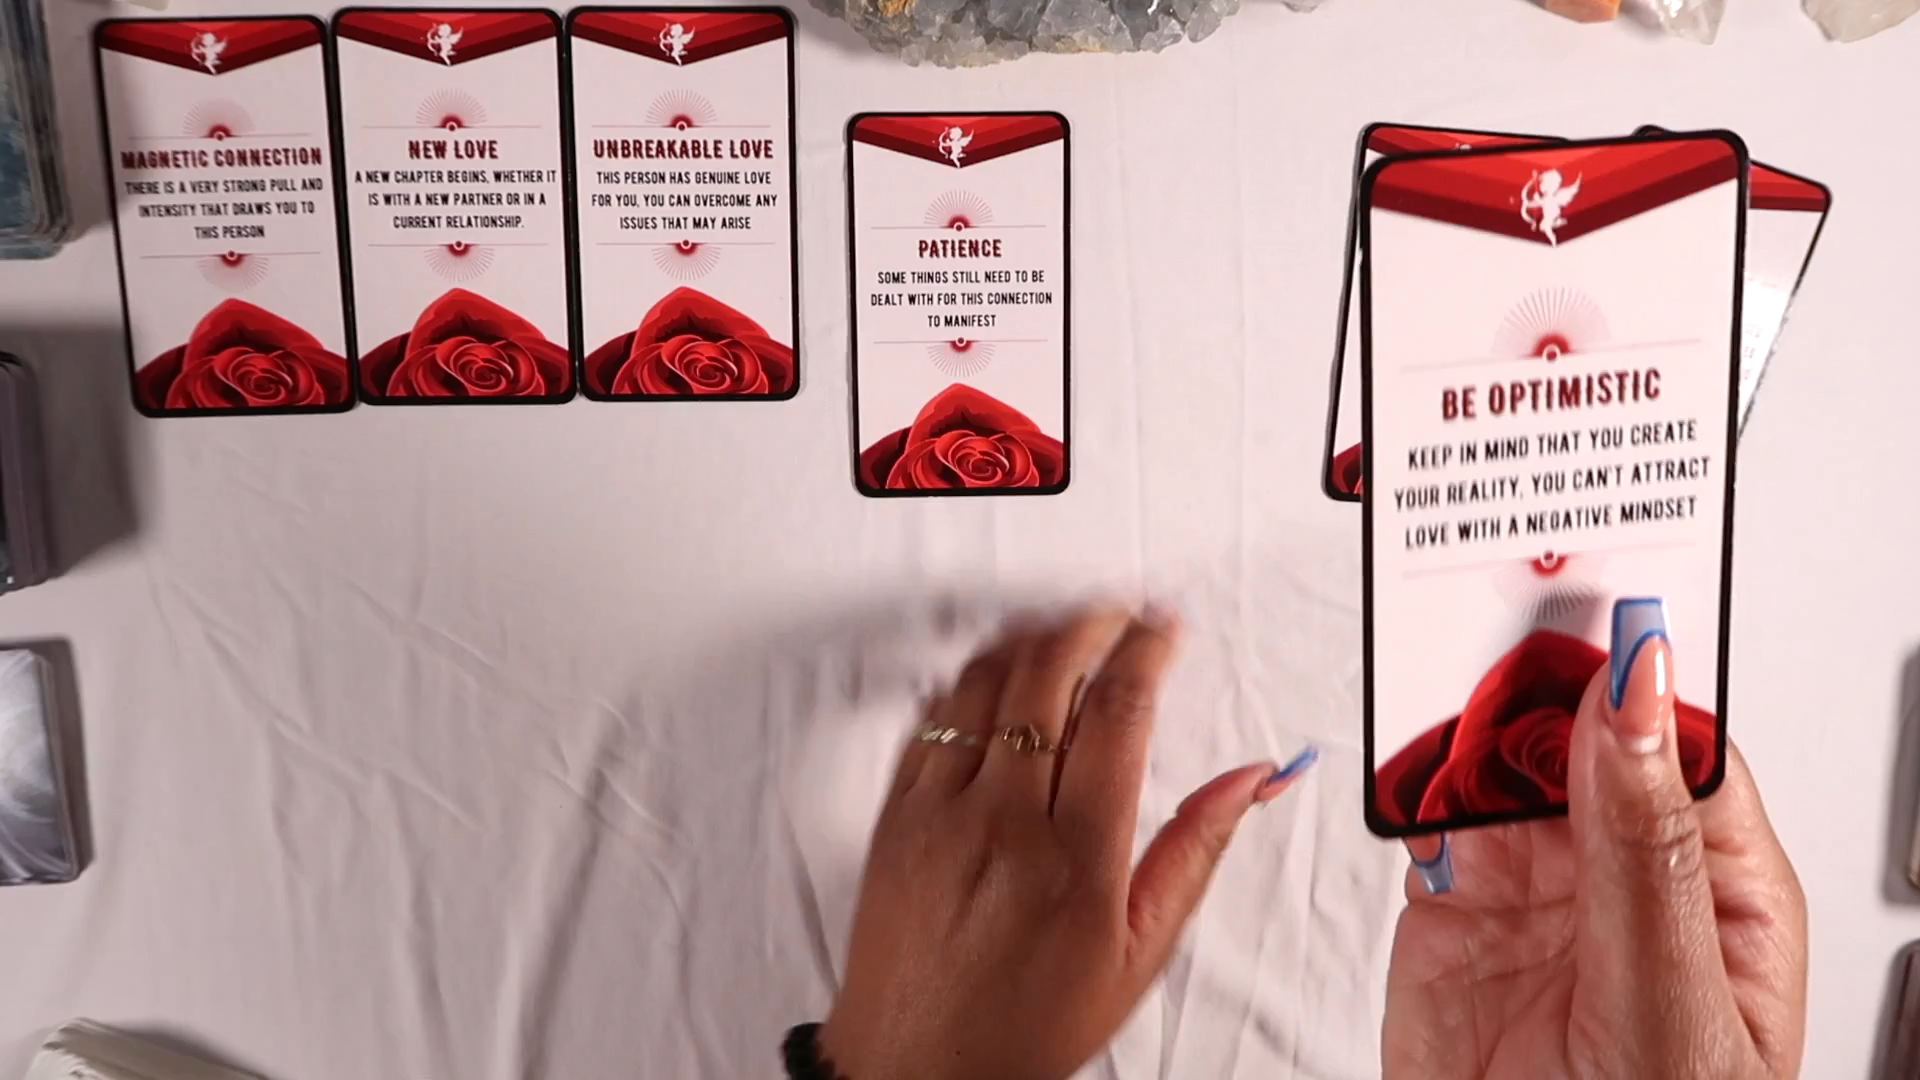 MAGNETIC CONNECTION
THERE IS A VERY STRONG PULL AND
INTENSITY THAT DRAWS YOU TO
THIS PERSON
NEW LOVE
A NEW CHAPTER BEGINS, WHETHER IT
IS WITH A NEW PARTNER OR IN A
CURRENT RELATIONSHIP.
UNBREAKABLE LOVE
THIS PERSON HAS GENUINE LOVE
FOR YOU, YOU CAN OVERCOME ANY
ISSUES THAT MAY ARISE
PATIENCE
SOME THINGS STILL NEED TO BE
DEALT WITH FOR THIS CONNECTION
TO MANIFEST
BE OPTIMISTIC
KEEP IN MIND THAT YOU CREATE
YOUR REALITY, YOU CAN'T ATTRACT
LOVE WITH A NEGATIVE MINDSET